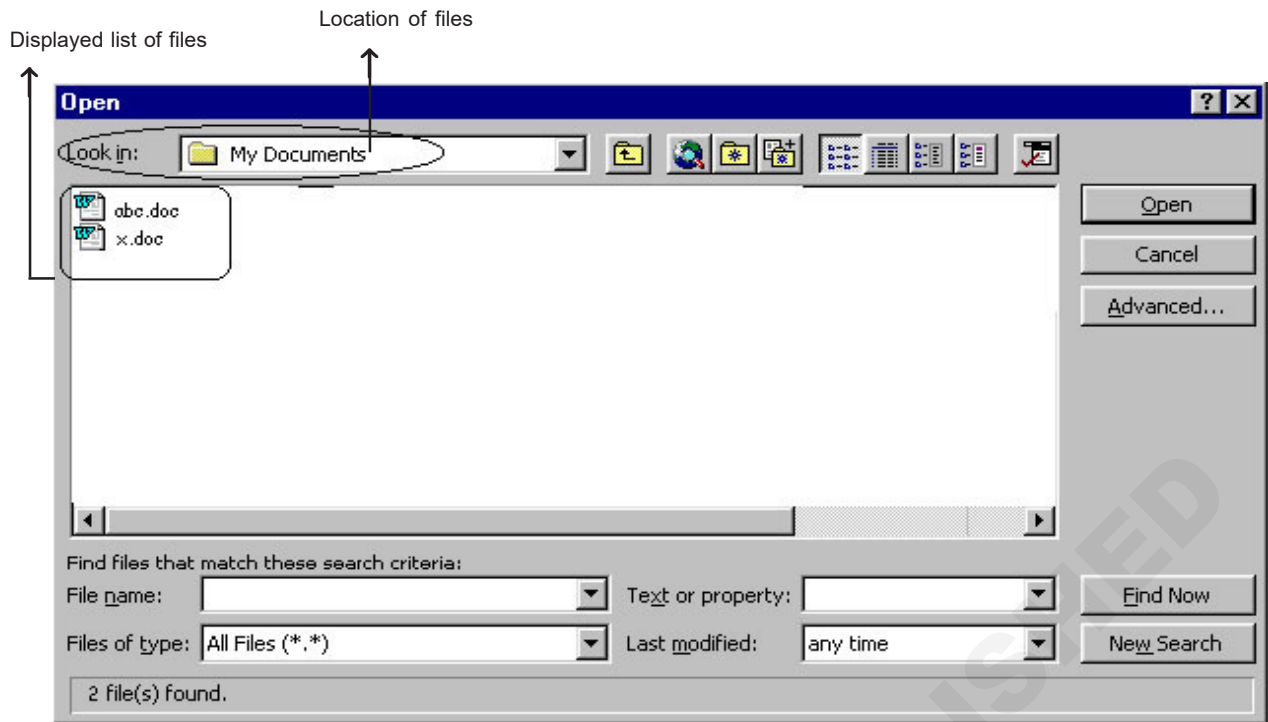 Location of files
Displayed list of files
Open
Look in: My Documents
abc.doc
x.doc
Open
Cancel
Advanced...
Find files that match these search criteria:
File name: Text or property: Find Now
Files of type: All Files (*.*) Last modified: any time New Search
2 file(s) found.
ISHED